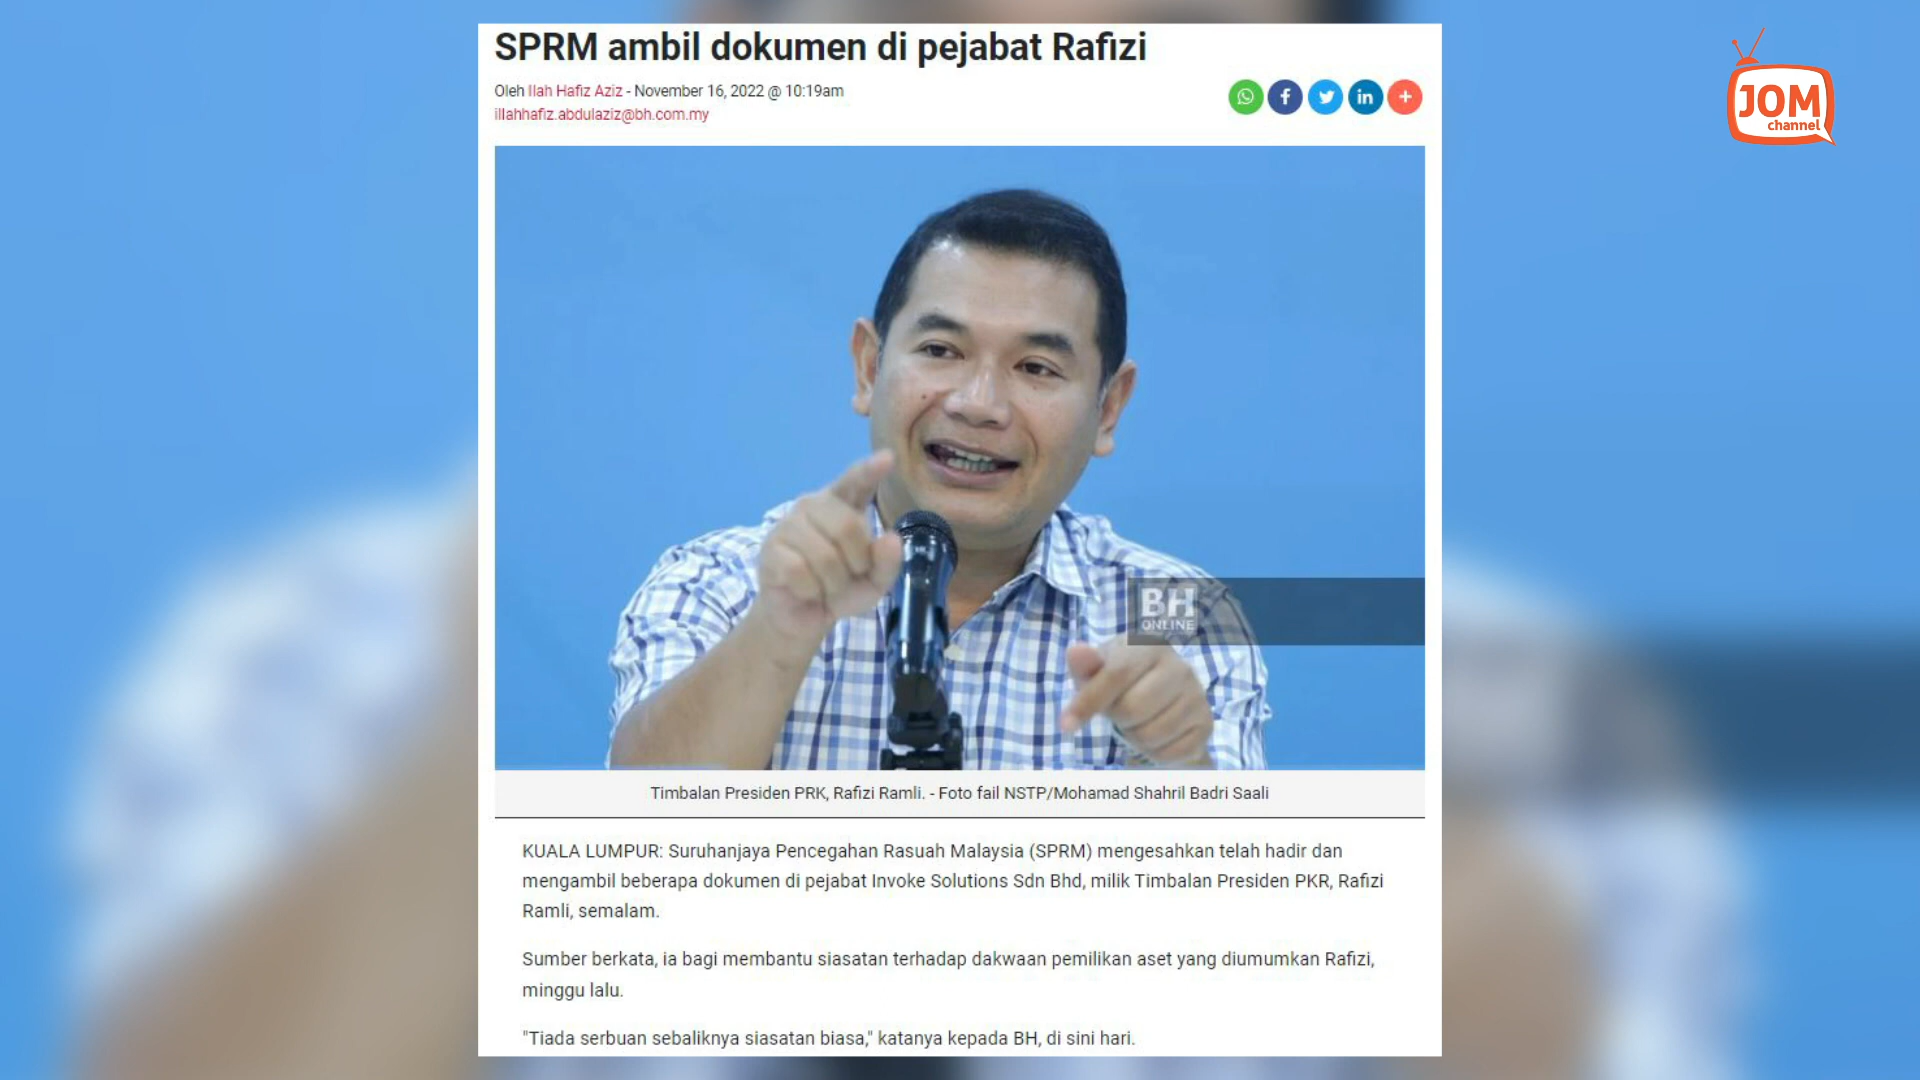 SPRM ambil dokumen di pejabat Rafizi
Oleh Illah Hafiz Aziz - November 16, 2022 @ 10:19am
illahhafiz.abdulaziz@bh.com.my
JOM
channel
BH
ONLINE
Timbalan Presiden PRK, Rafizi Ramli. - Foto fail NSTP/Mohamad Shahril Badri Saali
KUALA LUMPUR: Suruhanjaya Pencegahan Rasuah Malaysia (SPRM) mengesahkan telah hadir dan
mengambil beberapa dokumen di pejabat Invoke Solutions Sdn Bhd, milik Timbalan Presiden PKR, Rafizi
Ramli, semalam.
Sumber berkata, ia bagi membantu siasatan terhadap dakwaan pemilikan aset yang diumumkan Rafizi,
minggu lalu.
"Tiada serbuan sebaliknya siasatan biasa," katanya kepada BH, di sini hari.